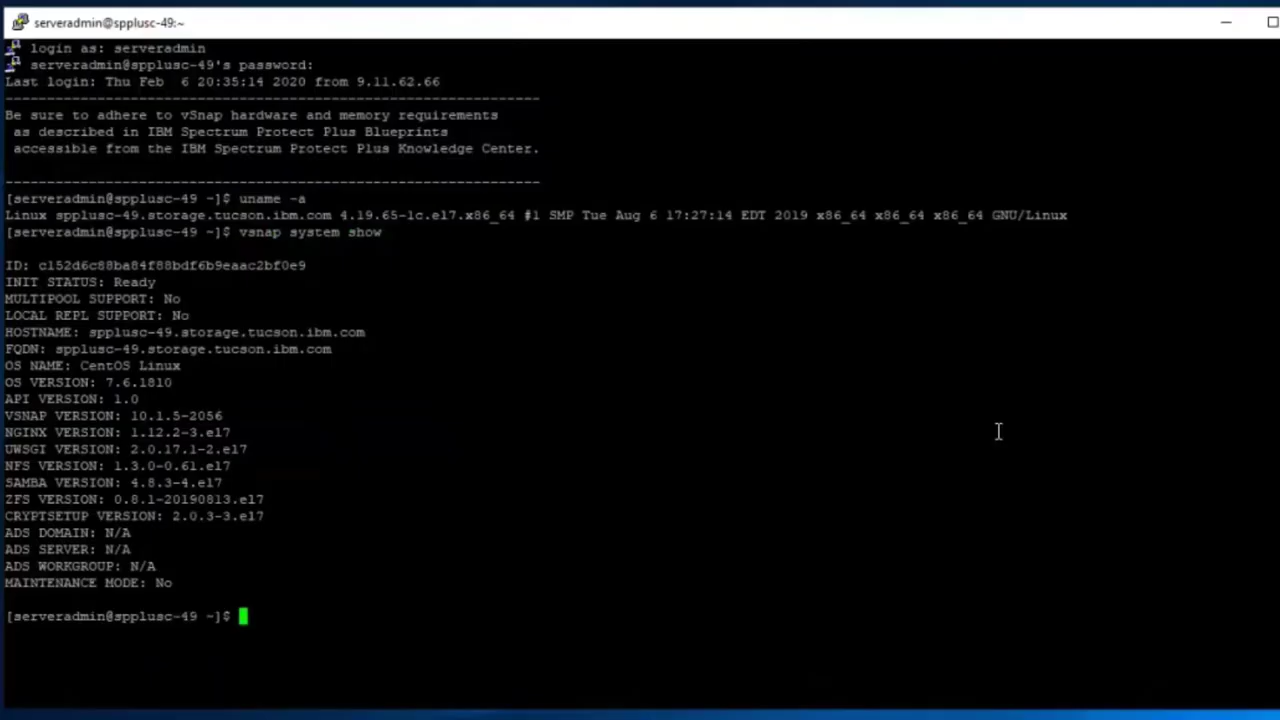 serveradmin@spplusc-49:~
login as: serveradmin
serveradmin@spplusc-49's password:
Last login: Thu Feb  6 20:35:14 2020 from 9.11.62.66
----------------------------------------------------------------
Be sure to adhere to vSnap hardware and memory requirements
 as described in IBM Spectrum Protect Plus Blueprints
 accessible from the IBM Spectrum Protect Plus Knowledge Center.
----------------------------------------------------------------
[serveradmin@spplusc-49 ~]$ uname -a
Linux spplusc-49.storage.tucson.ibm.com 4.19.65-1c.el7.x86_64 #1 SMP Tue Aug 6 17:27:14 EDT 2019 x86_64 x86_64 x86_64 GNU/Linux
[serveradmin@spplusc-49 ~]$ vsnap system show
ID: c152d6c88ba84f88bdf6b9eaac2bf0e9
INIT STATUS: Ready
MULTIPOOL SUPPORT: No
LOCAL REPL SUPPORT: No
HOSTNAME: spplusc-49.storage.tucson.ibm.com
FQDN: spplusc-49.storage.tucson.ibm.com
OS NAME: CentOS Linux
OS VERSION: 7.6.1810
API VERSION: 1.0
VSNAP VERSION: 10.1.5-2056
NGINX VERSION: 1.12.2-3.el7
UWSGI VERSION: 2.0.17.1-2.el7
NFS VERSION: 1.3.0-0.61.el7
SAMBA VERSION: 4.8.3-4.el7
ZFS VERSION: 0.8.1-20190813.el7
CRYPTSETUP VERSION: 2.0.3-3.el7
ADS DOMAIN: N/A
ADS SERVER: N/A
ADS WORKGROUP: N/A
MAINTENANCE MODE: No
[serveradmin@spplusc-49 ~]$